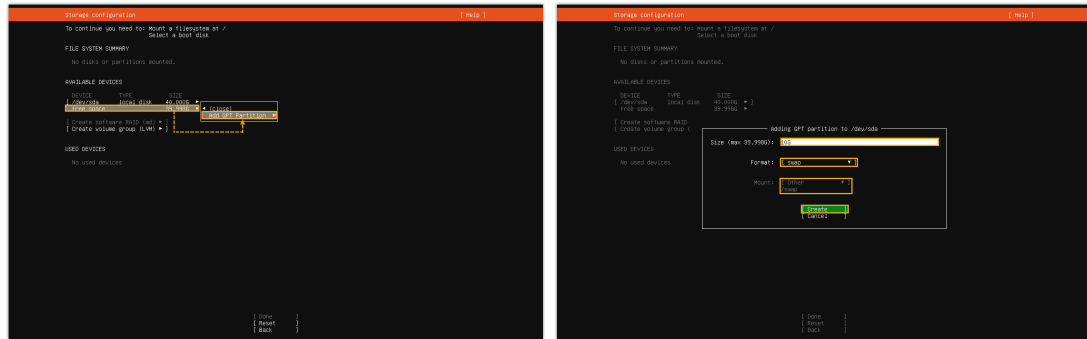 Storage configuration [ Help ]
To continue you need to: Mount a filesystem at /
Select a boot disk
FILE SYSTEM SUMMARY
No disks or partitions mounted.
AVAILABLE DEVICES
DEVICE TYPE SIZE
[ /dev/sda local disk 40.000G ▸
free space 39.998G ▸
◂ (close)
Add GPT Partition ▸
[ Create software RAID (md) ▸ ]
[ Create volume group (LVM) ▸ ]
USED DEVICES
No used devices
[ Done ]
[ Reset ]
[ Back ]
Storage configuration [ Help ]
To continue you need to: Mount a filesystem at /
Select a boot disk
FILE SYSTEM SUMMARY
No disks or partitions mounted.
AVAILABLE DEVICES
DEVICE TYPE SIZE
[ /dev/sda local disk 40.000G ▸ ]
free space 39.998G ▸
[ Create software RAID
[ Create volume group (
USED DEVICES
No used devices
Adding GPT partition to /dev/sda
Size (max 39.998G): 10G
Format: [ swap ▾ ]
Mount: [ Other ▾ ]
/swap
[ Create ]
[ Cancel ]
[ Done ]
[ Reset ]
[ Back ]